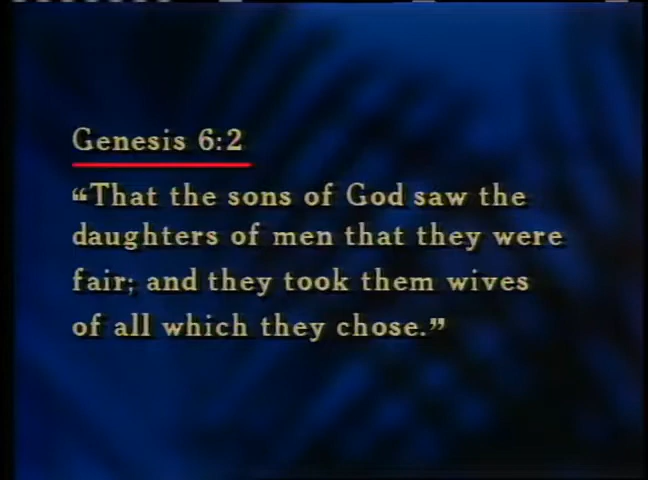 Genesis 6:2
“That the sons of God saw the
daughters of men that they were
fair; and they took them wives
of all which they chose.”